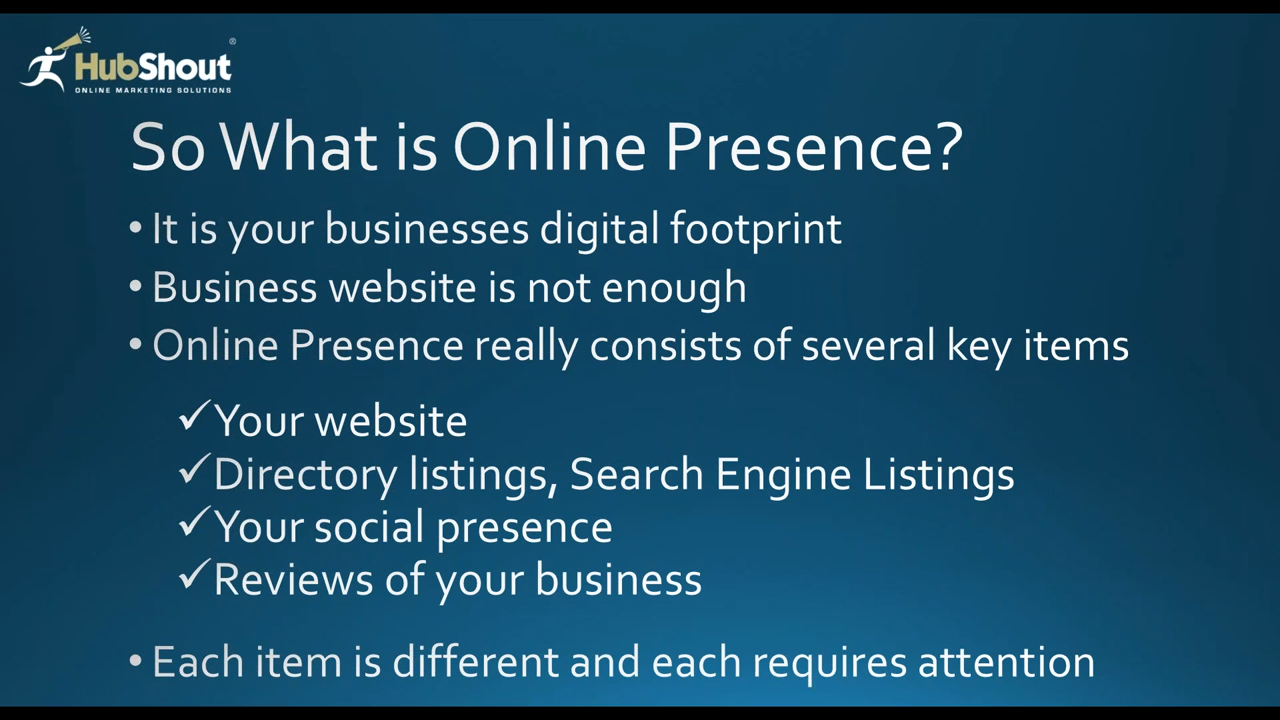 HubShout®
ONLINE MARKETING SOLUTIONS
So What is Online Presence?
• It is your businesses digital footprint
• Business website is not enough
• Online Presence really consists of several key items
✓Your website
✓Directory listings, Search Engine Listings
✓Your social presence
✓Reviews of your business
• Each item is different and each requires attention